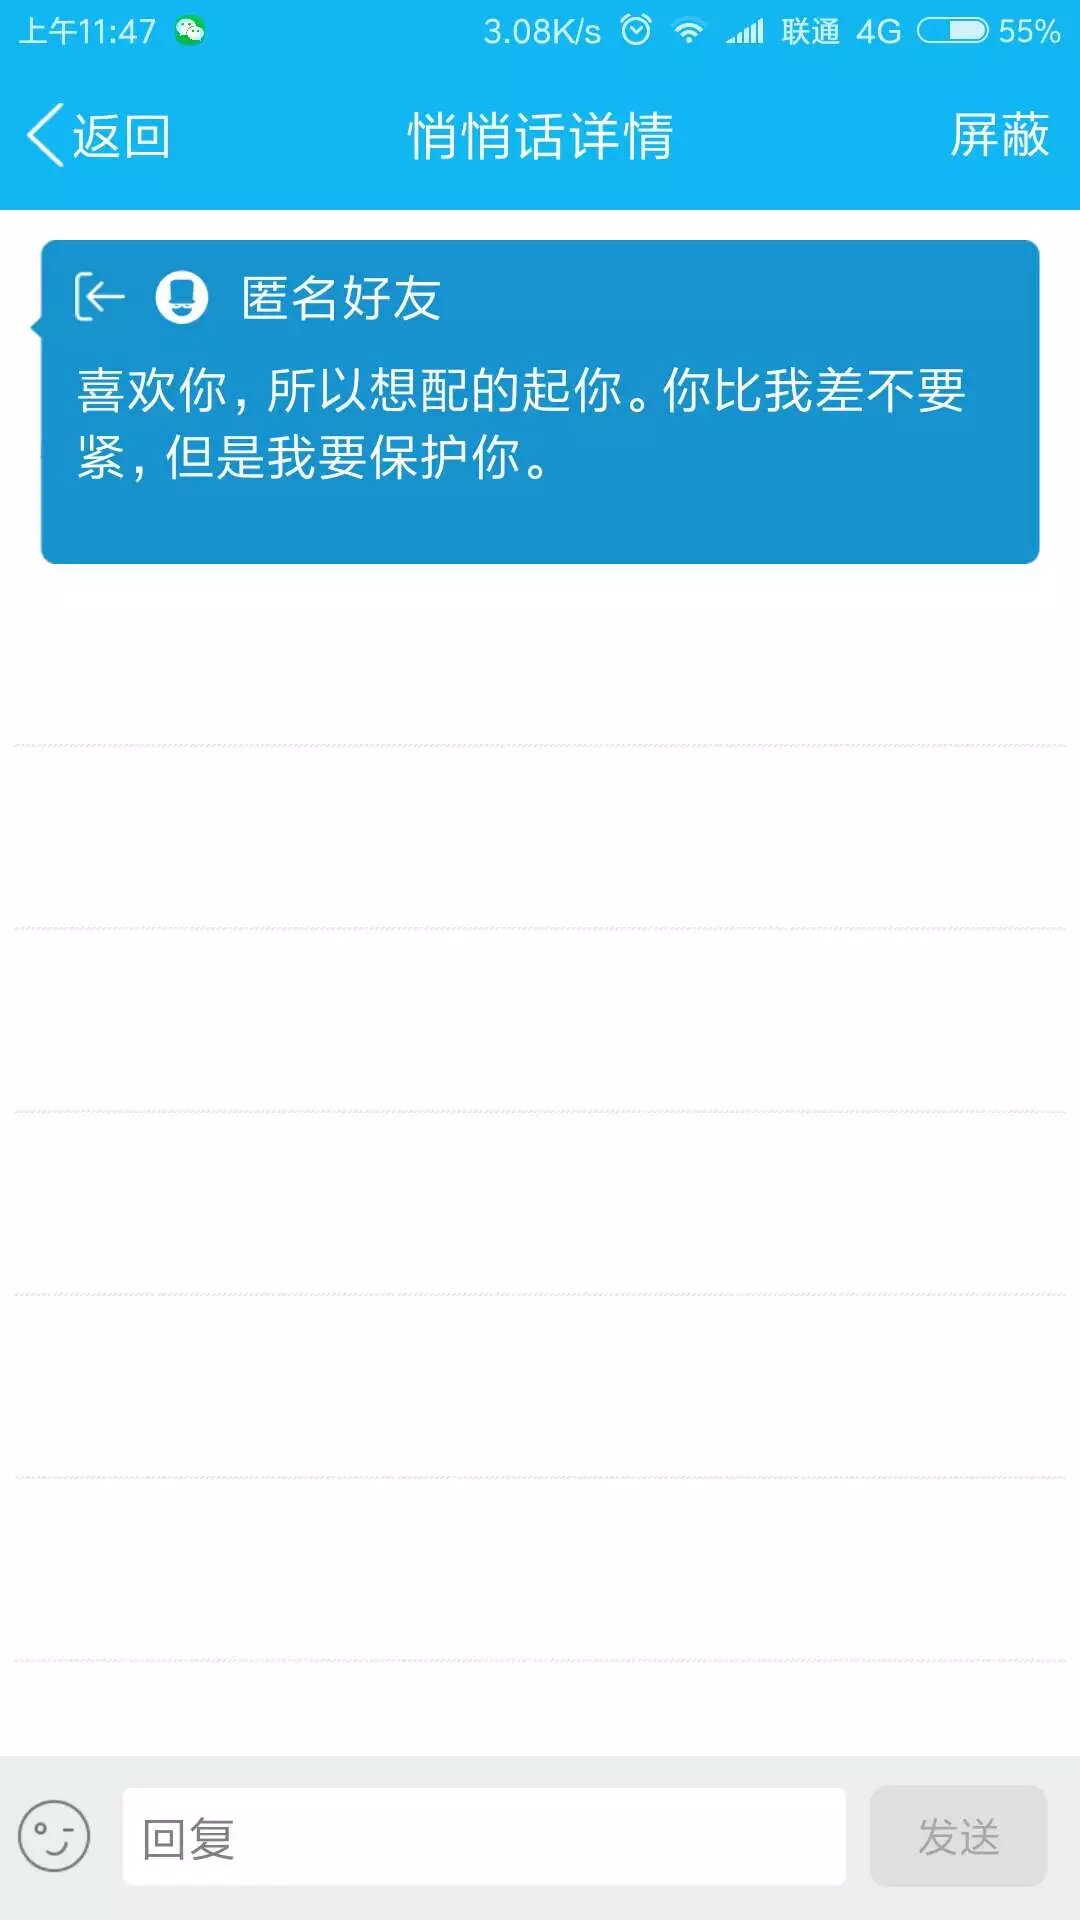 上午11:47 3.08K/s 联通 4G 55%
返回 悄悄话详情 屏蔽
匿名好友
喜欢你，所以想配的起你。你比我差不要
紧，但是我要保护你。
回复 发送